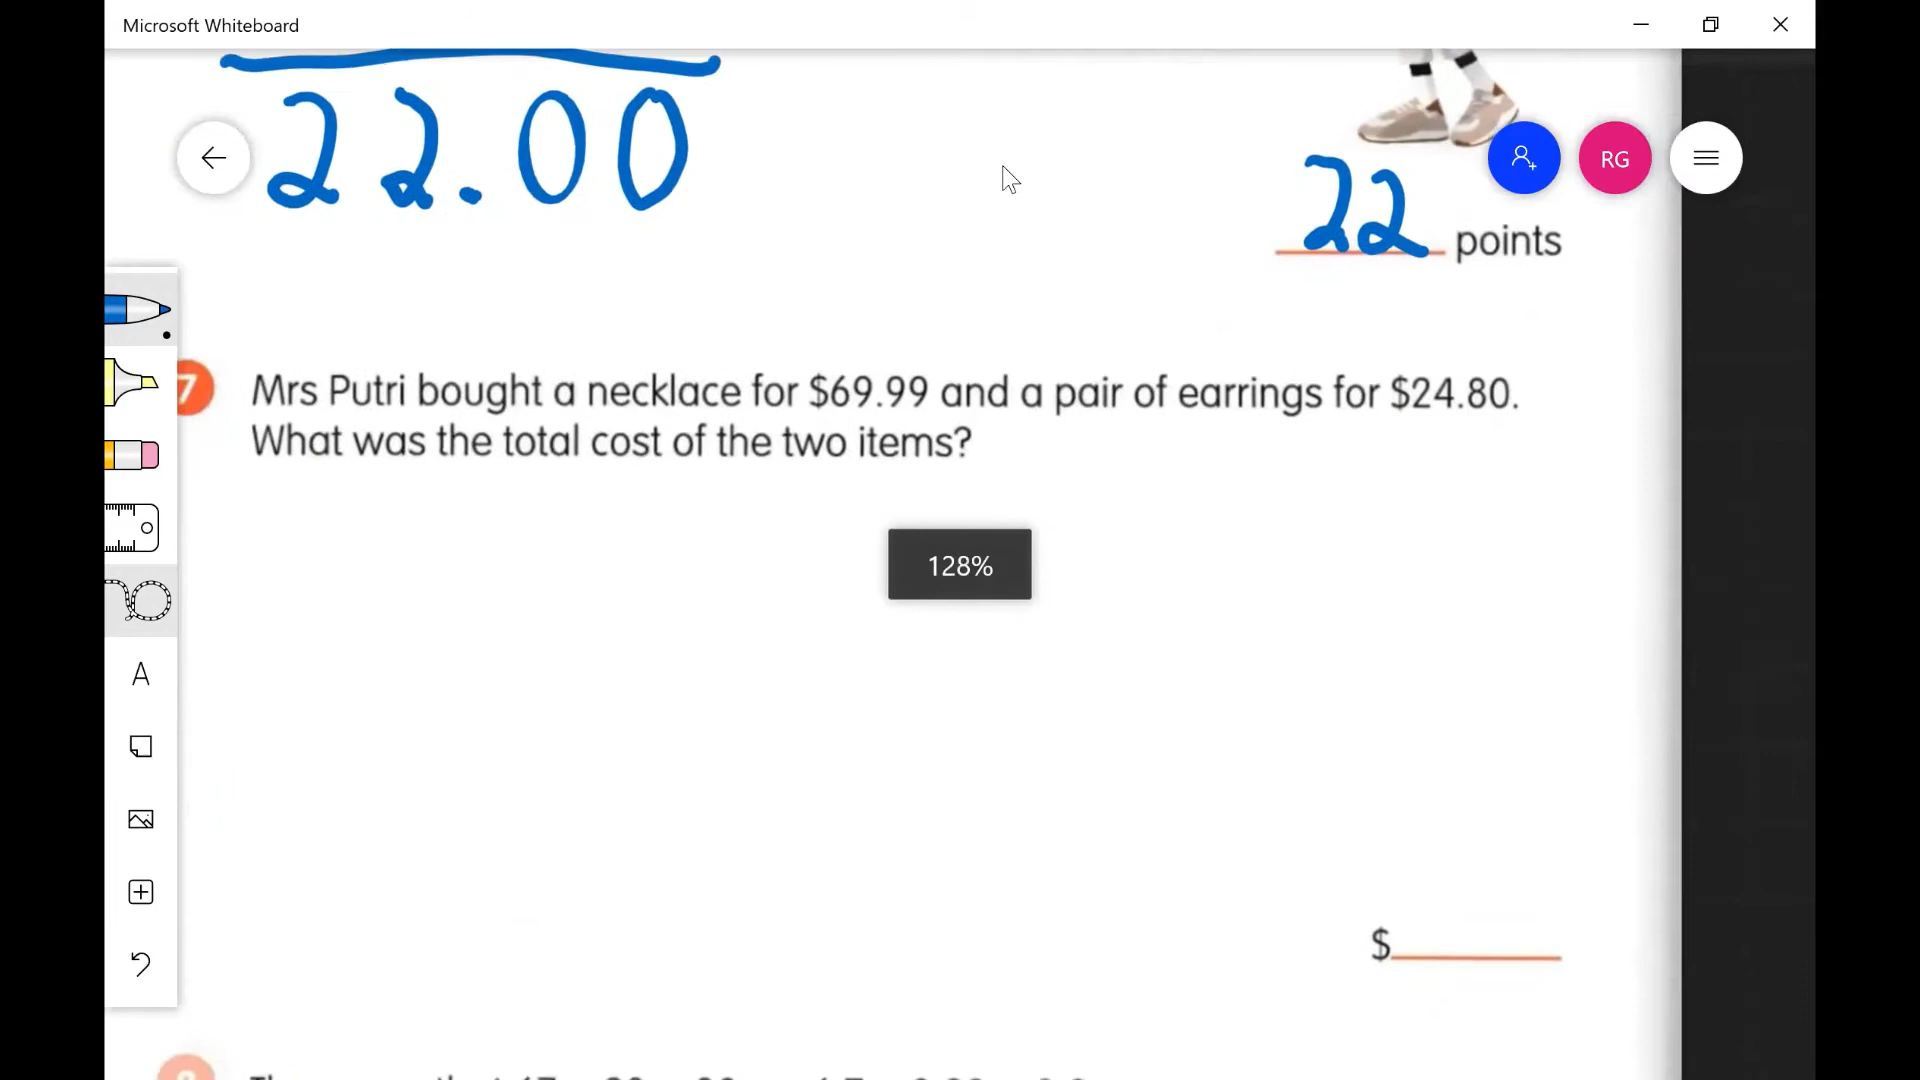 Microsoft Whiteboard
22.00
RG
22 points
7 Mrs Putri bought a necklace for $69.99 and a pair of earrings for $24.80.
What was the total cost of the two items?
128%
A
$